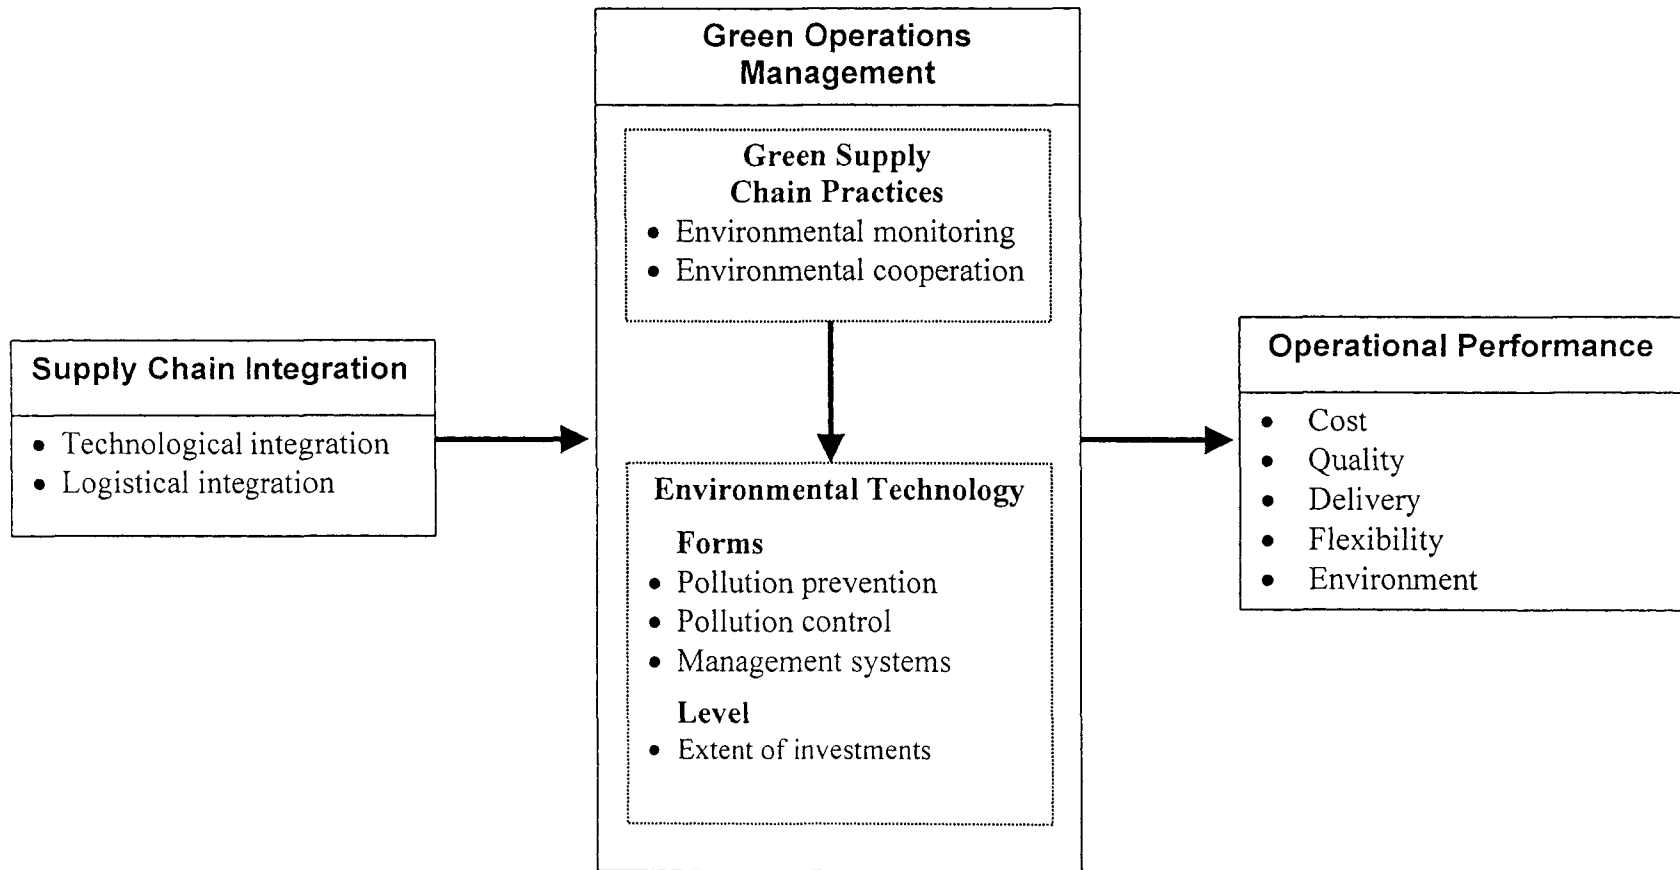 Green Operations
Management
Green Supply
Chain Practices
• Environmental monitoring
• Environmental cooperation
Supply Chain Integration
• Technological integration
• Logistical integration
Environmental Technology
Forms
• Pollution prevention
• Pollution control
• Management systems
Level
• Extent of investments
Operational Performance
• Cost
• Quality
• Delivery
• Flexibility
• Environment